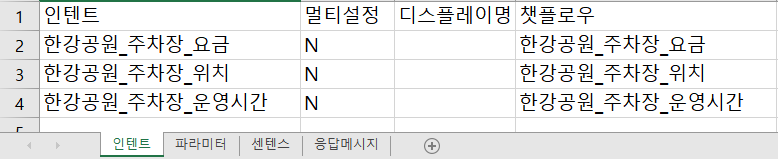 1 인텐트 멀티설정 디스플레이명 챗플로우
2 한강공원_주차장_요금 N 한강공원_주차장_요금
3 한강공원_주차장_위치 N 한강공원_주차장_위치
4 한강공원_주차장_운영시간 N 한강공원_주차장_운영시간
인텐트 파라미터 센텐스 응답메시지